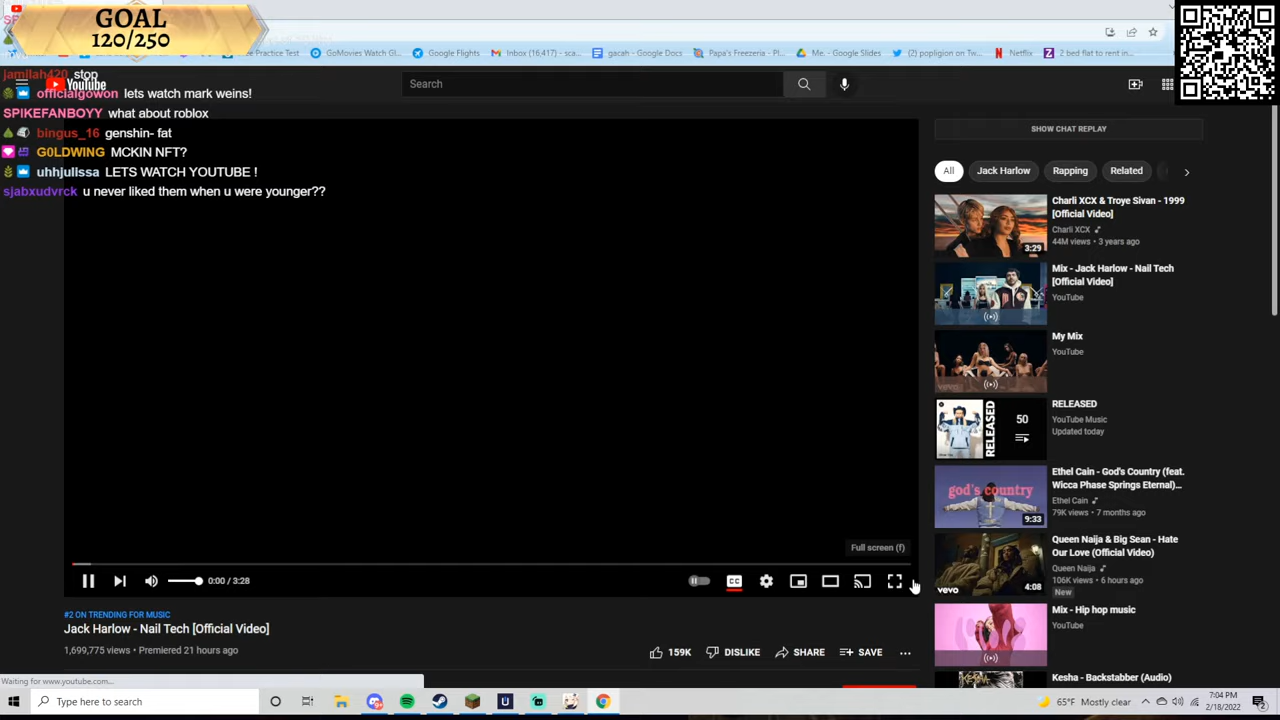 GOAL
120/250
Practice Test
GoMovies Watch Gl...
Google Flights
Inbox (16,417) - sca...
gacah - Google Docs
Papa's Freezeria - Pl...
Me. - Google Slides
(2) popligion on Tw...
Netflix
2 bed flat to rent in...
jamilah420 stop
YouTube
Search
officialgowon lets watch mark weins!
SPIKEFANBOYY what about roblox
bingus_16 genshin- fat
G0LDWING MCKIN NFT?
uhhjulissa LETS WATCH YOUTUBE !
sjabxudvrck u never liked them when u were younger??
SHOW CHAT REPLAY
All
Jack Harlow
Rapping
Related
Charli XCX & Troye Sivan - 1999
[Official Video]
Charli XCX
44M views • 3 years ago
3:29
Mix - Jack Harlow - Nail Tech
[Official Video]
YouTube
My Mix
YouTube
vevo
RELEASED
YouTube Music
Updated today
RELEASED
50
Ethel Cain - God's Country (feat.
Wicca Phase Springs Eternal)...
Ethel Cain
79K views • 7 months ago
god's country
9:33
Queen Naija & Big Sean - Hate
Our Love (Official Video)
Queen Naija
106K views • 6 hours ago
New
vevo
4:08
Mix - Hip hop music
YouTube
Kesha - Backstabber (Audio)
Full screen (f)
0:00 / 3:28
CC
#2 ON TRENDING FOR MUSIC
Jack Harlow - Nail Tech [Official Video]
1,699,775 views • Premiered 21 hours ago
159K
DISLIKE
SHARE
SAVE
Waiting for www.youtube.com...
Type here to search
65°F Mostly clear
7:04 PM
2/18/2022
2